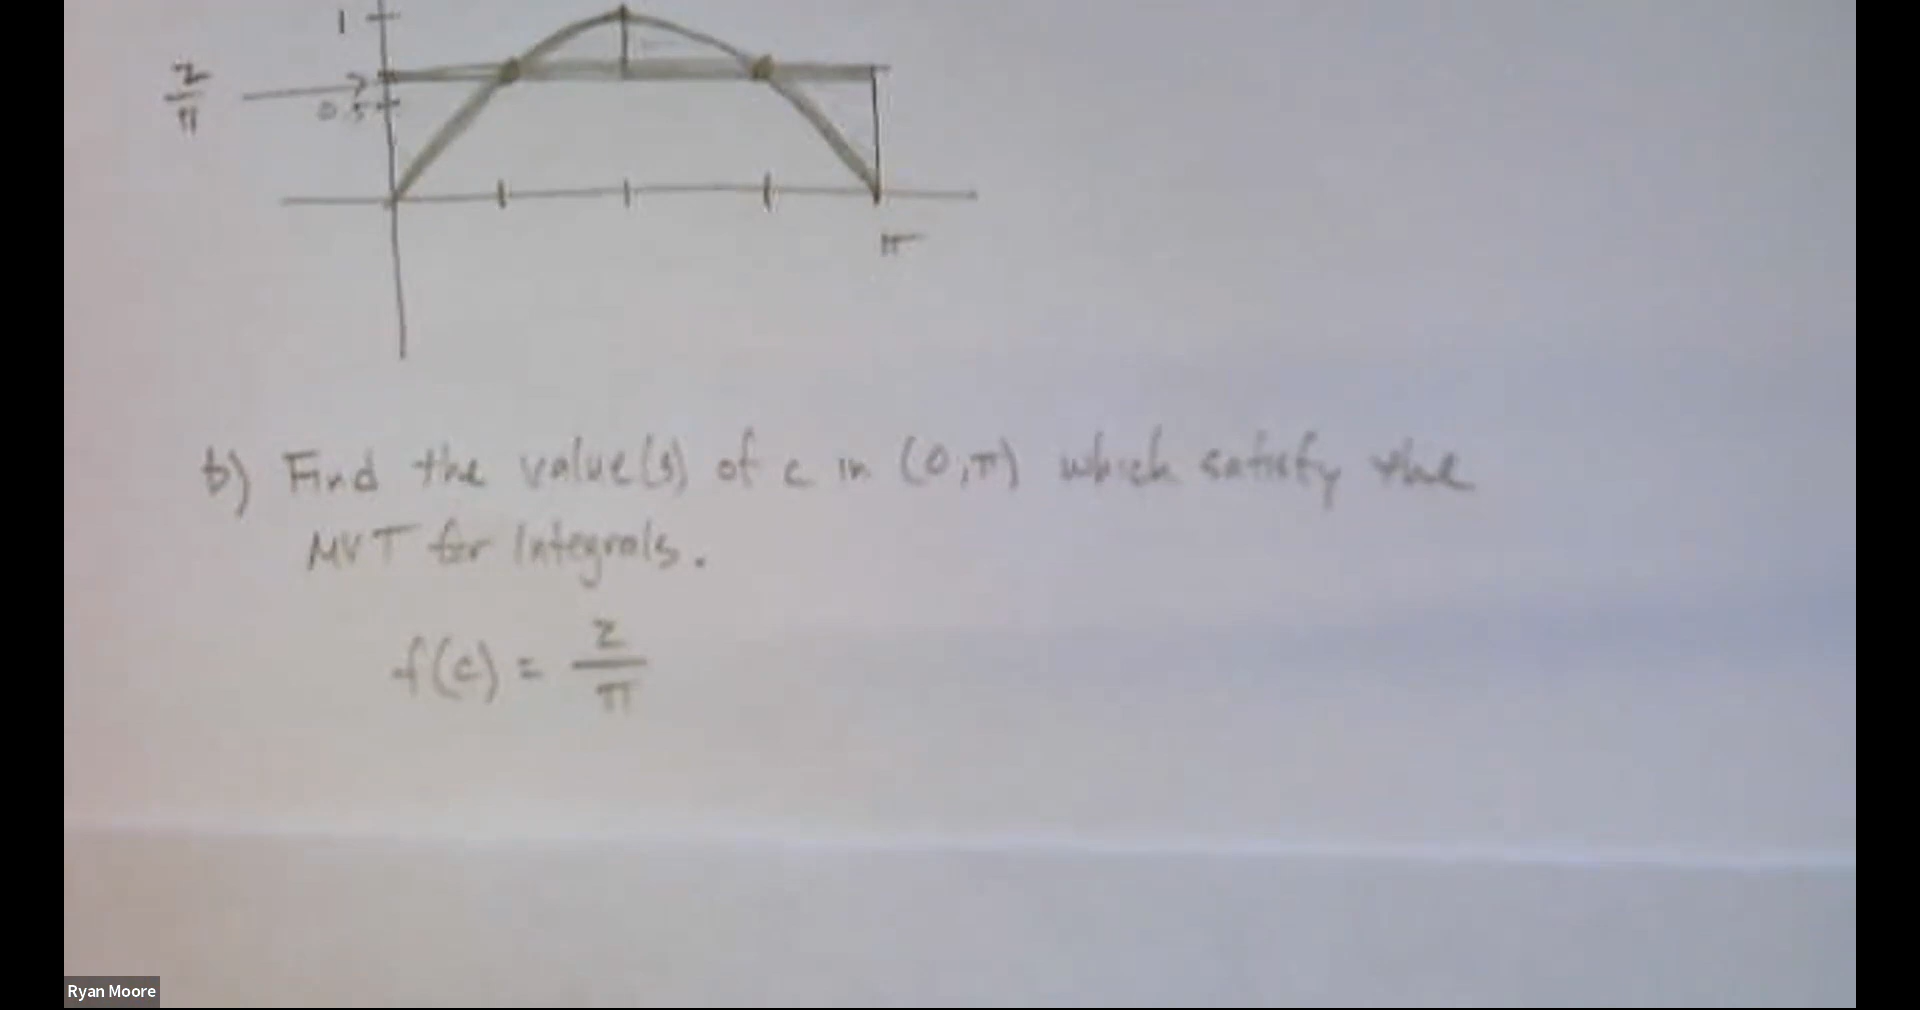 1
2/π
0.5
π
b) Find the value(s) of c in (0,π) which satisfy the
MVT for Integrals.
f(c) = 2/π
Ryan Moore